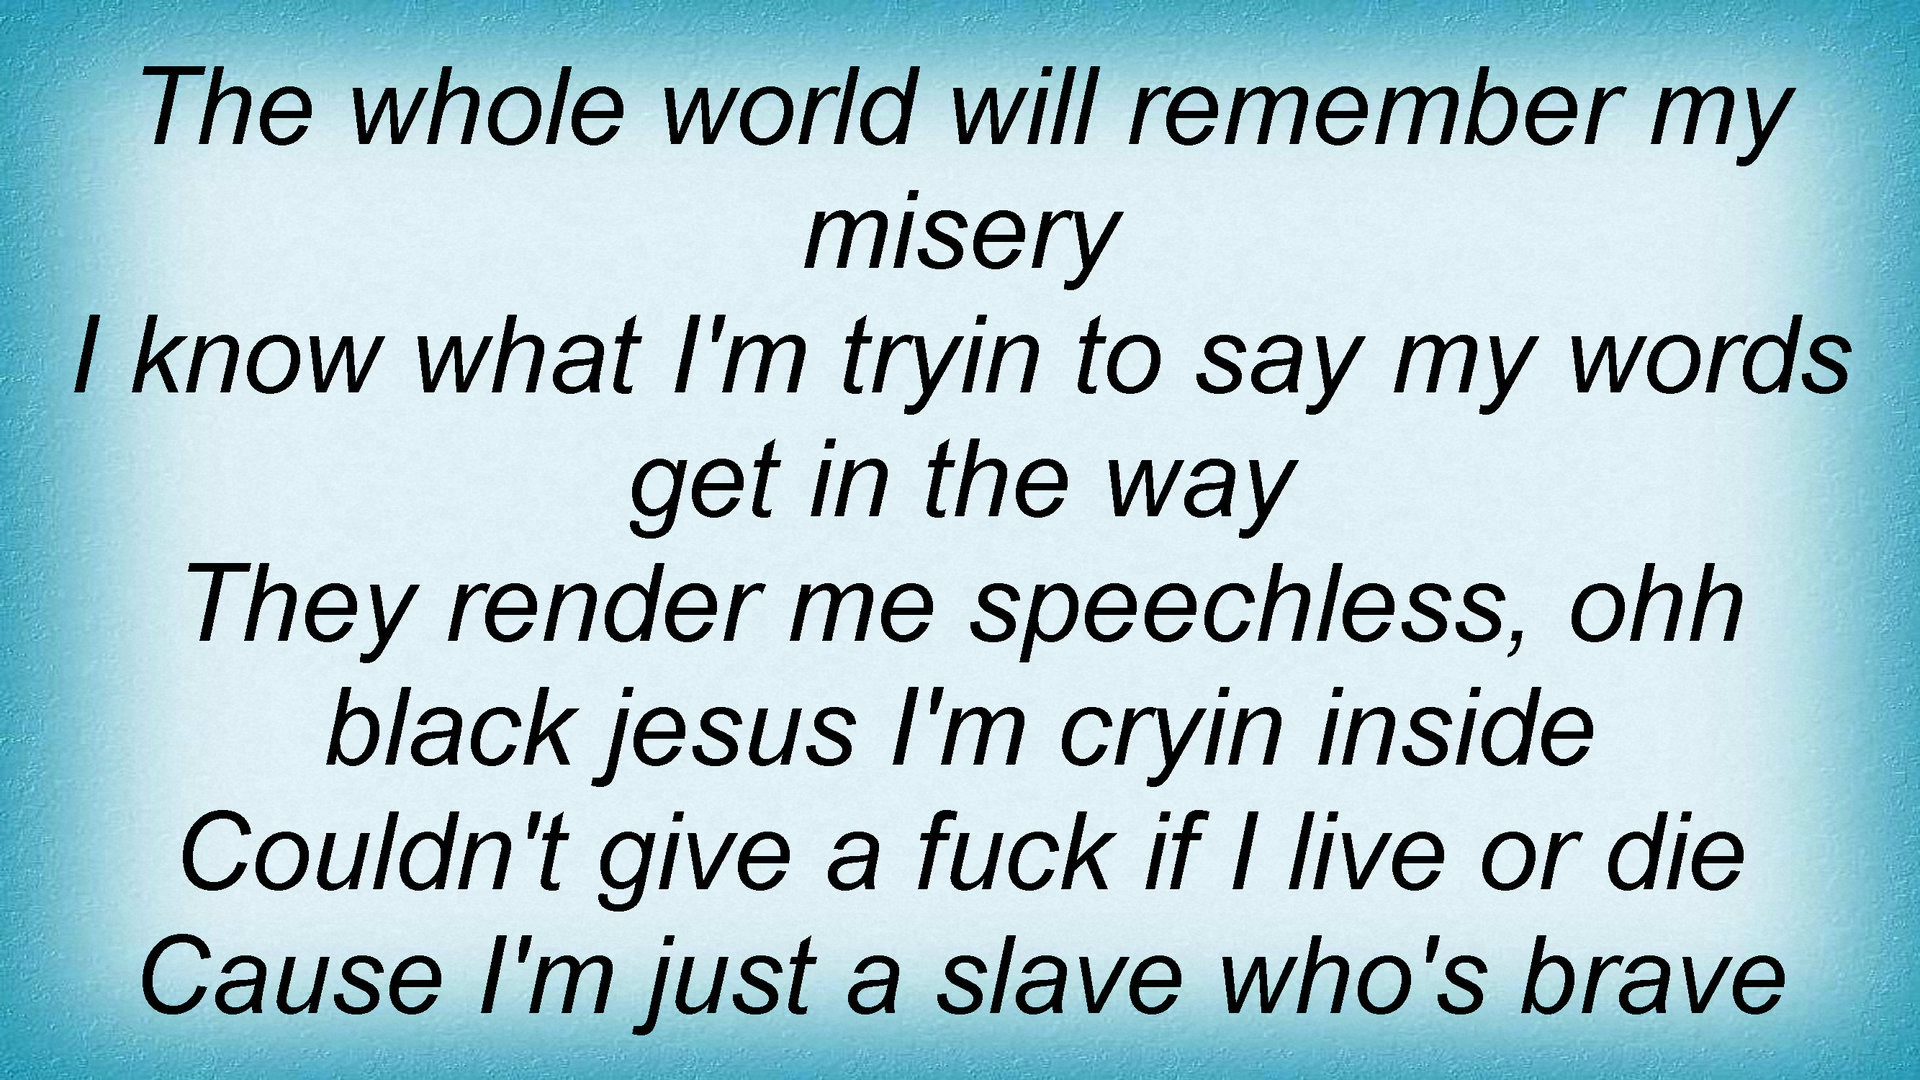 The whole world will remember my
misery
I know what I'm tryin to say my words
get in the way
They render me speechless, ohh
black jesus I'm cryin inside
Couldn't give a fuck if I live or die
Cause I'm just a slave who's brave